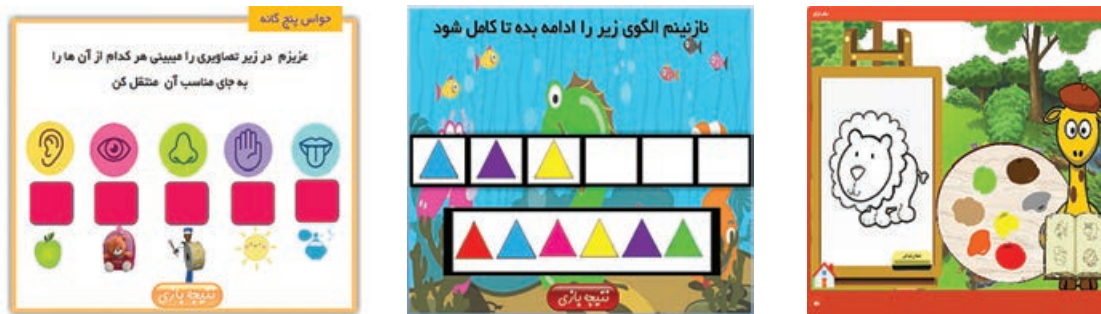 حواس پنج گانه
عزیزم در زیر تصاویری را میبینی هر کدام از آن ها را
به جای مناسب آن منتقل کن
نتیجه بازی
نازنینم الگوی زیر را ادامه بده تا کامل شود
نتیجه بازی